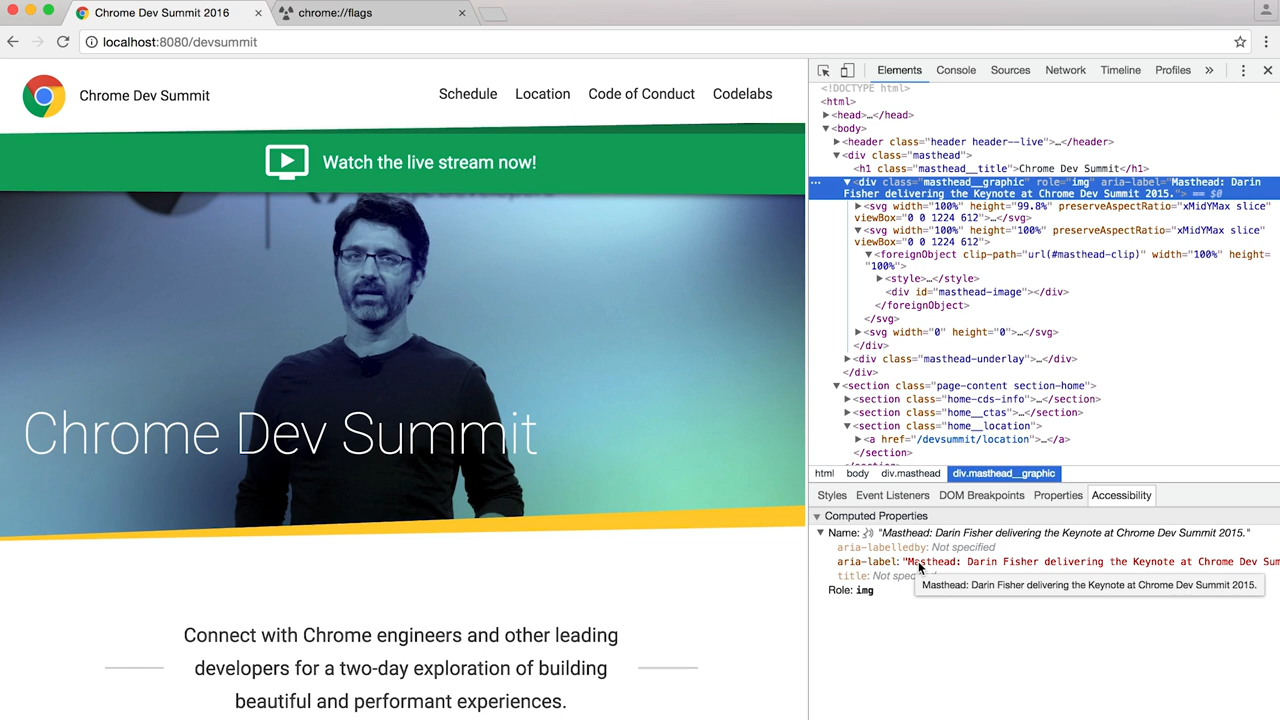 Chrome Dev Summit 2016
chrome://flags
localhost:8080/devsummit
Chrome Dev Summit
Schedule
Location
Code of Conduct
Codelabs
Watch the live stream now!
Chrome Dev Summit
Connect with Chrome engineers and other leading
developers for a two-day exploration of building
beautiful and performant experiences.
Elements
Console
Sources
Network
Timeline
Profiles
»
<!DOCTYPE html>
<html>
<head>…</head>
<body>
<header class="header header--live">…</header>
<div class="masthead">
<h1 class="masthead__title">Chrome Dev Summit</h1>
<div class="masthead__graphic" role="img" aria-label="Masthead: Darin
Fisher delivering the Keynote at Chrome Dev Summit 2015."> == $0
<svg width="100%" height="99.8%" preserveAspectRatio="xMidYMax slice"
viewBox="0 0 1224 612">…</svg>
<svg width="100%" height="100%" preserveAspectRatio="xMidYMax slice"
viewBox="0 0 1224 612">
<foreignObject clip-path="url(#masthead-clip)" width="100%" height=
"100%">
<style>…</style>
<div id="masthead-image"></div>
</foreignObject>
</svg>
<svg width="0" height="0">…</svg>
</div>
<div class="masthead-underlay">…</div>
</div>
<section class="page-content section-home">
<section class="home-cds-info">…</section>
<section class="home__ctas">…</section>
<section class="home__location">
<a href="/devsummit/location">…</a>
</section>
html
body
div.masthead
div.masthead__graphic
Styles
Event Listeners
DOM Breakpoints
Properties
Accessibility
Computed Properties
Name: "Masthead: Darin Fisher delivering the Keynote at Chrome Dev Summit 2015."
aria-labelledby: Not specified
aria-label: "Masthead: Darin Fisher delivering the Keynote at Chrome Dev Sum
title: Not spec
Masthead: Darin Fisher delivering the Keynote at Chrome Dev Summit 2015.
Role: img